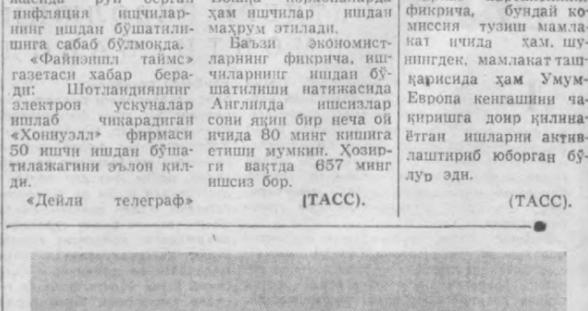 инфляция ишчилар-
нинг ишдан бўшатили-
шига сабаб бўлмоқда.
«Файнэншл таймс»
газетаси хабар бера-
ди: Шотландиянинг
электрон ускуналар
ишлаб чиқарадиган
«Хониуэлл» фирмаси
50 ишчи ишдан бўша-
тилажагини эълон қил-
ди.
«Дейли телеграф»
ҳам ишчилар ишдан
маҳрум этилади.
Баъзи экономист-
ларнинг фикрича, иш-
чиларнинг ишдан бў-
шатилиши натижасида
Англияда ишсизлар
сони яқин бир неча ой
ичида 80 минг кишига
етиши мумкин. Ҳозир-
ги вақтда 657 минг
ишсиз бор.
(ТАСС).
фикрича, бундай ко-
миссия тузиш мамла-
кат ичида ҳам, шу-
нингдек, мамлакат таш-
қарисида ҳам Умум-
Европа кенгашини ча-
қиришга доир қилина-
ётган ишларни актив-
лаштириб юборган бў-
лур эди.
(ТАСС).